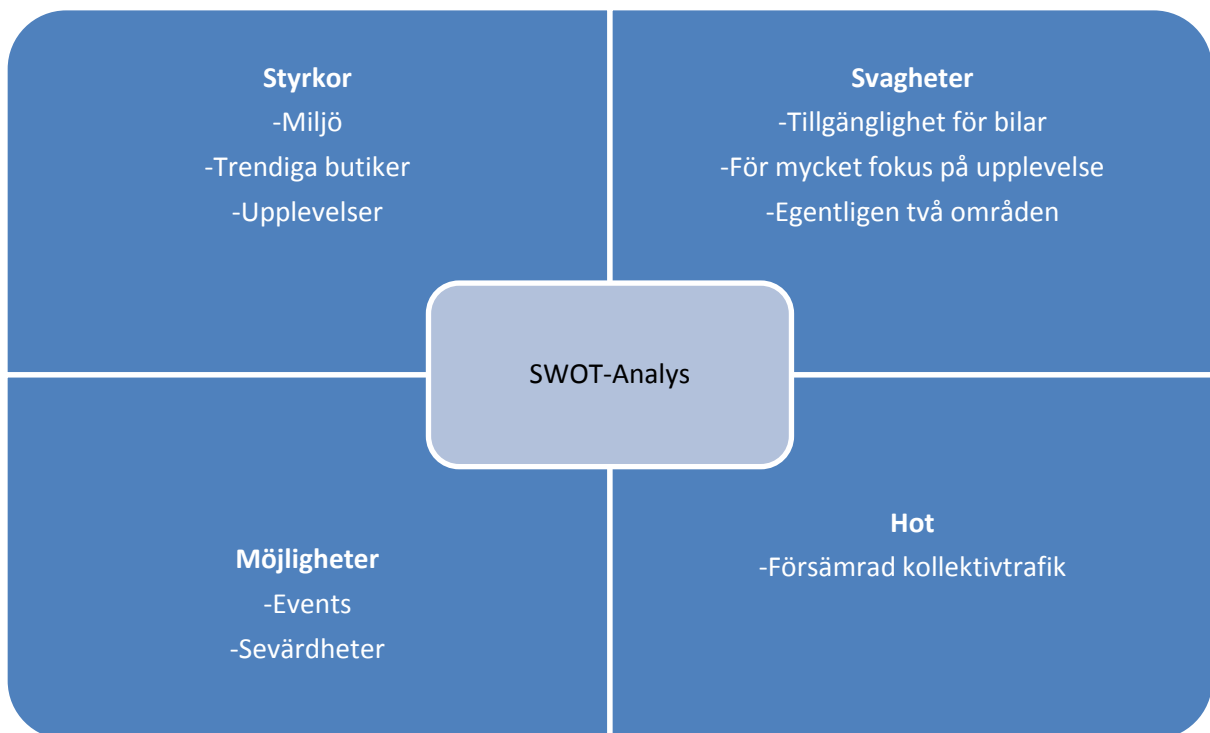 Styrkor
-Miljö
-Trendiga butiker
-Upplevelser
Svagheter
-Tillgänglighet för bilar
-För mycket fokus på upplevelse
-Egentligen två områden
SWOT-Analys
Möjligheter
-Events
-Sevärdheter
Hot
-Försämrad kollektivtrafik